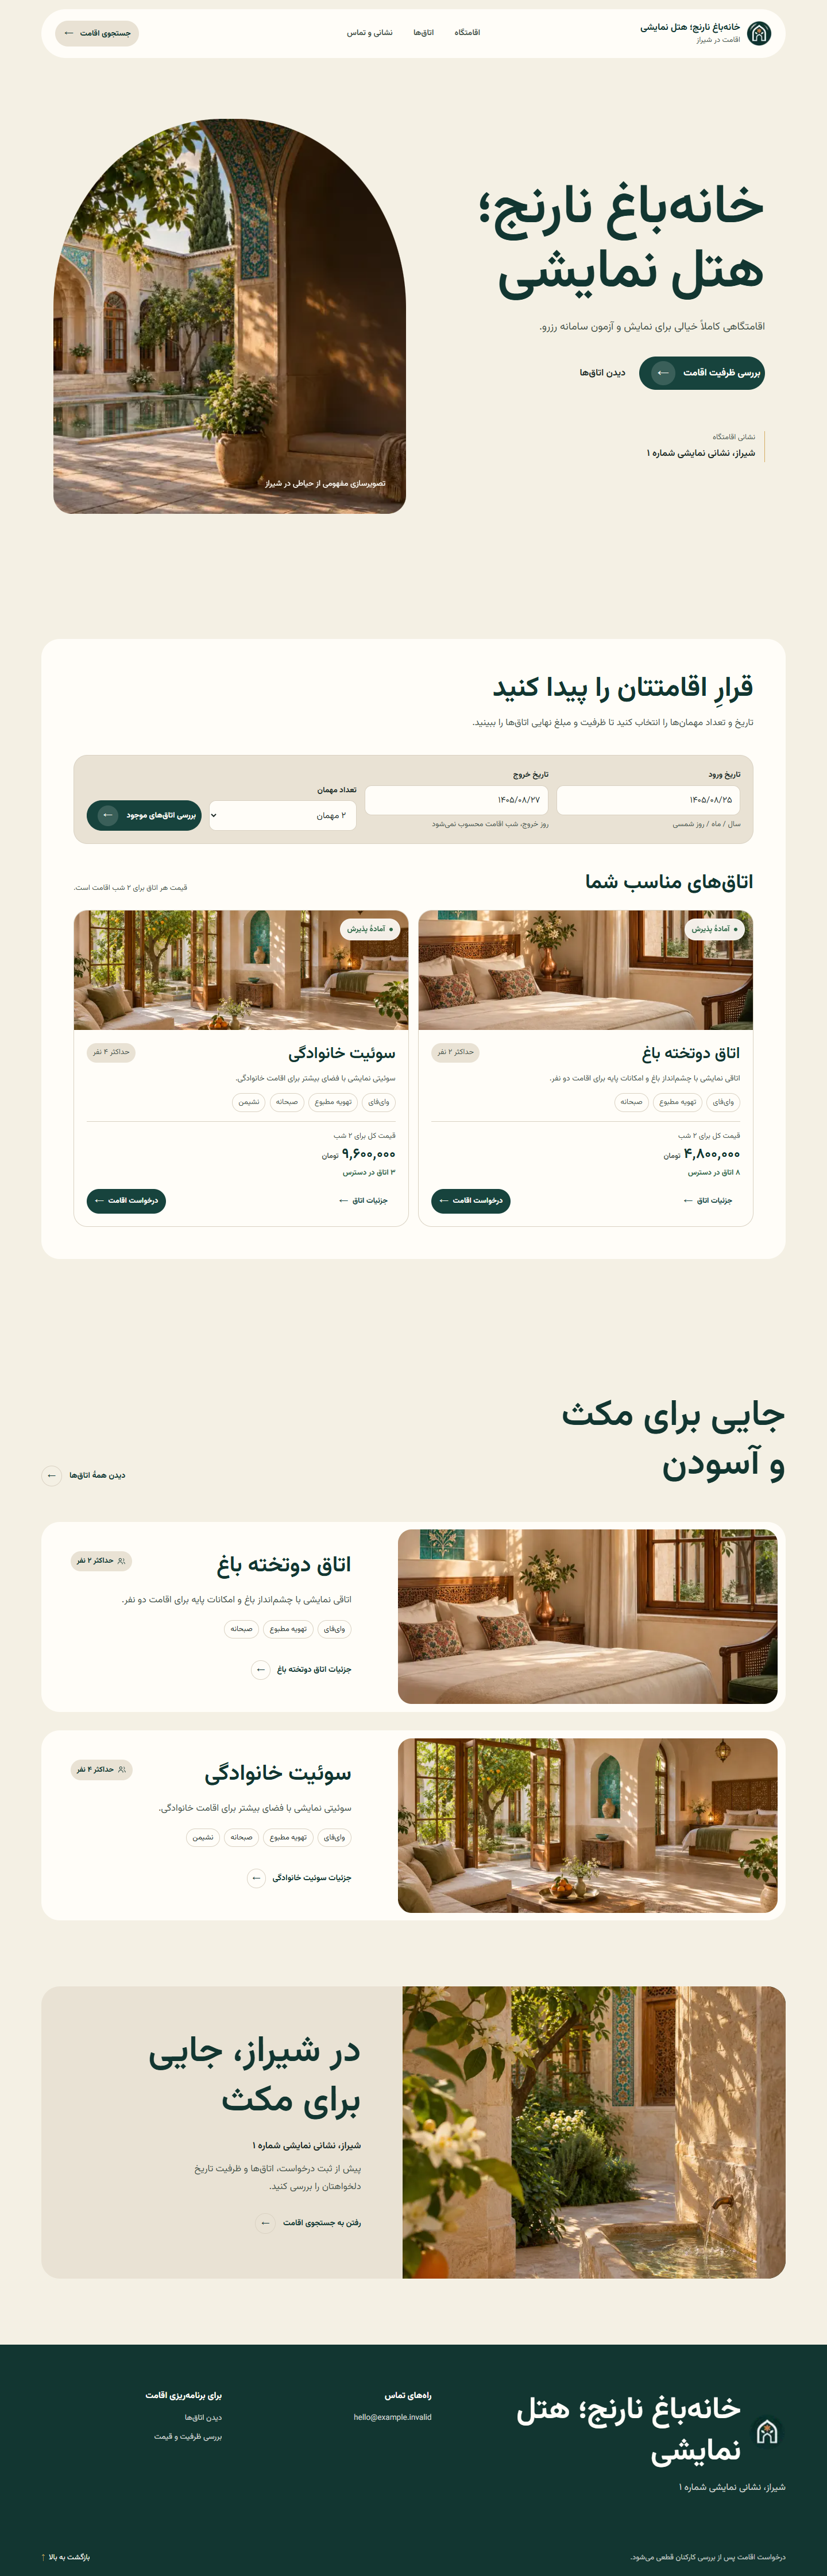 خانه‌باغ نارنج؛ هتل نمایشی
اقامت در شیراز
اقامتگاه
اتاق‌ها
نشانی و تماس
جستجوی اقامت ←
خانه‌باغ نارنج؛
هتل نمایشی
اقامتگاهی کاملاً خیالی برای نمایش و آزمون سامانه رزرو.
بررسی ظرفیت اقامت ←
دیدن اتاق‌ها
نشانی اقامتگاه
شیراز، نشانی نمایشی شماره ۱
تصویرسازی مفهومی از حیاطی در شیراز
قرارِ اقامتتان را پیدا کنید
تاریخ و تعداد مهمان‌ها را انتخاب کنید تا ظرفیت و مبلغ نهایی اتاق‌ها را ببینید.
تاریخ ورود
۱۴۰۵/۰۸/۲۵
سال / ماه / روز شمسی
تاریخ خروج
۱۴۰۵/۰۸/۲۷
روز خروج، شب اقامت محسوب نمی‌شود
تعداد مهمان
۲ مهمان
بررسی اتاق‌های موجود ←
اتاق‌های مناسب شما
قیمت هر اتاق برای ۲ شب اقامت است.
آمادهٔ پذیرش
اتاق دوتخته باغ
حداکثر ۲ نفر
اتاقی نمایشی با چشم‌انداز باغ و امکانات پایه برای اقامت دو نفر.
وای‌فای
تهویه مطبوع
صبحانه
قیمت کل برای ۲ شب
۴,۸۰۰,۰۰۰ تومان
۸ اتاق در دسترس
جزئیات اتاق ←
درخواست اقامت ←
آمادهٔ پذیرش
سوئیت خانوادگی
حداکثر ۴ نفر
سوئیتی نمایشی با فضای بیشتر برای اقامت خانوادگی.
وای‌فای
تهویه مطبوع
صبحانه
نشیمن
قیمت کل برای ۲ شب
۹,۶۰۰,۰۰۰ تومان
۳ اتاق در دسترس
جزئیات اتاق ←
درخواست اقامت ←
جایی برای مکث
و آسودن
دیدن همهٔ اتاق‌ها ←
اتاق دوتخته باغ
حداکثر ۲ نفر
اتاقی نمایشی با چشم‌انداز باغ و امکانات پایه برای اقامت دو نفر.
وای‌فای
تهویه مطبوع
صبحانه
جزئیات اتاق دوتخته باغ ←
سوئیت خانوادگی
حداکثر ۴ نفر
سوئیتی نمایشی با فضای بیشتر برای اقامت خانوادگی.
وای‌فای
تهویه مطبوع
صبحانه
نشیمن
جزئیات سوئیت خانوادگی ←
در شیراز، جایی
برای مکث
شیراز، نشانی نمایشی شماره ۱
پیش از ثبت درخواست، اتاق‌ها و ظرفیت تاریخ
دلخواهتان را بررسی کنید.
رفتن به جستجوی اقامت ←
خانه‌باغ نارنج؛ هتل
نمایشی
شیراز، نشانی نمایشی شماره ۱
راه‌های تماس
hello@example.invalid
برای برنامه‌ریزی اقامت
دیدن اتاق‌ها
بررسی ظرفیت و قیمت
درخواست اقامت پس از بررسی کارکنان قطعی می‌شود.
بازگشت به بالا ↑